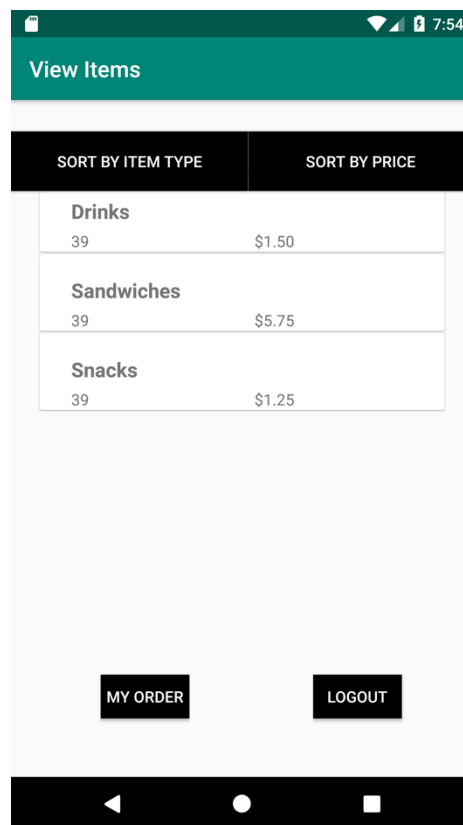 7:54
View Items
SORT BY ITEM TYPE SORT BY PRICE
Drinks
39 $1.50
Sandwiches
39 $5.75
Snacks
39 $1.25
MY ORDER LOGOUT